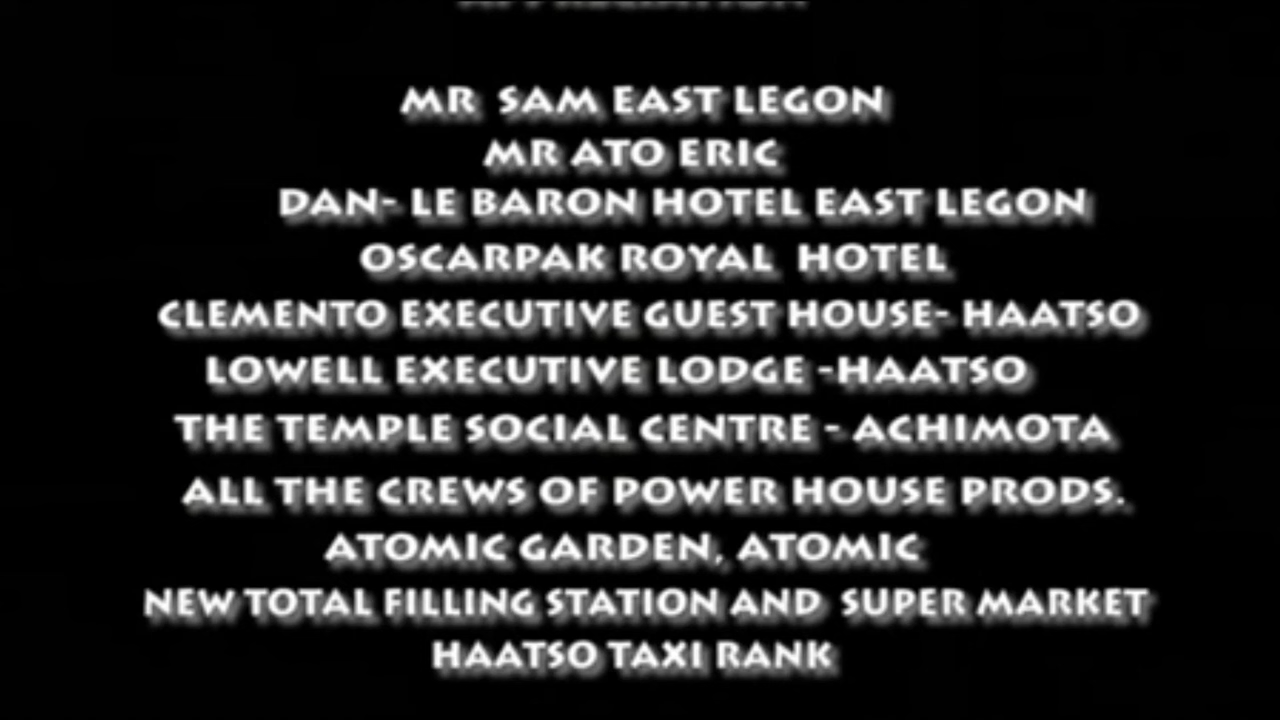 APPRECIATION
MR SAM EAST LEGON
MR ATO ERIC
DAN- LE BARON HOTEL EAST LEGON
OSCARPAK ROYAL HOTEL
CLEMENTO EXECUTIVE GUEST HOUSE- HAATSO
LOWELL EXECUTIVE LODGE -HAATSO
THE TEMPLE SOCIAL CENTRE - ACHIMOTA
ALL THE CREWS OF POWER HOUSE PRODS.
ATOMIC GARDEN, ATOMIC
NEW TOTAL FILLING STATION AND SUPER MARKET
HAATSO TAXI RANK